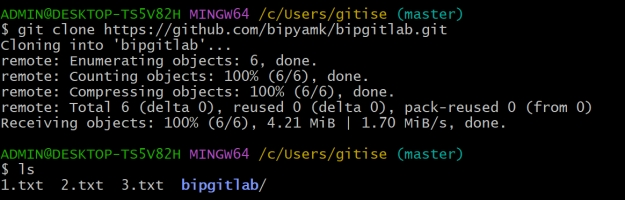 ADMIN@DESKTOP-TS5V82H MINGW64 /c/Users/gitise (master)
$ git clone https://github.com/bipyamk/bipgitlab.git
Cloning into 'bipgitlab'...
remote: Enumerating objects: 6, done.
remote: Counting objects: 100% (6/6), done.
remote: Compressing objects: 100% (6/6), done.
remote: Total 6 (delta 0), reused 0 (delta 0), pack-reused 0 (from 0)
Receiving objects: 100% (6/6), 4.21 MiB | 1.70 MiB/s, done.
ADMIN@DESKTOP-TS5V82H MINGW64 /c/Users/gitise (master)
$ ls
1.txt  2.txt  3.txt  bipgitlab/